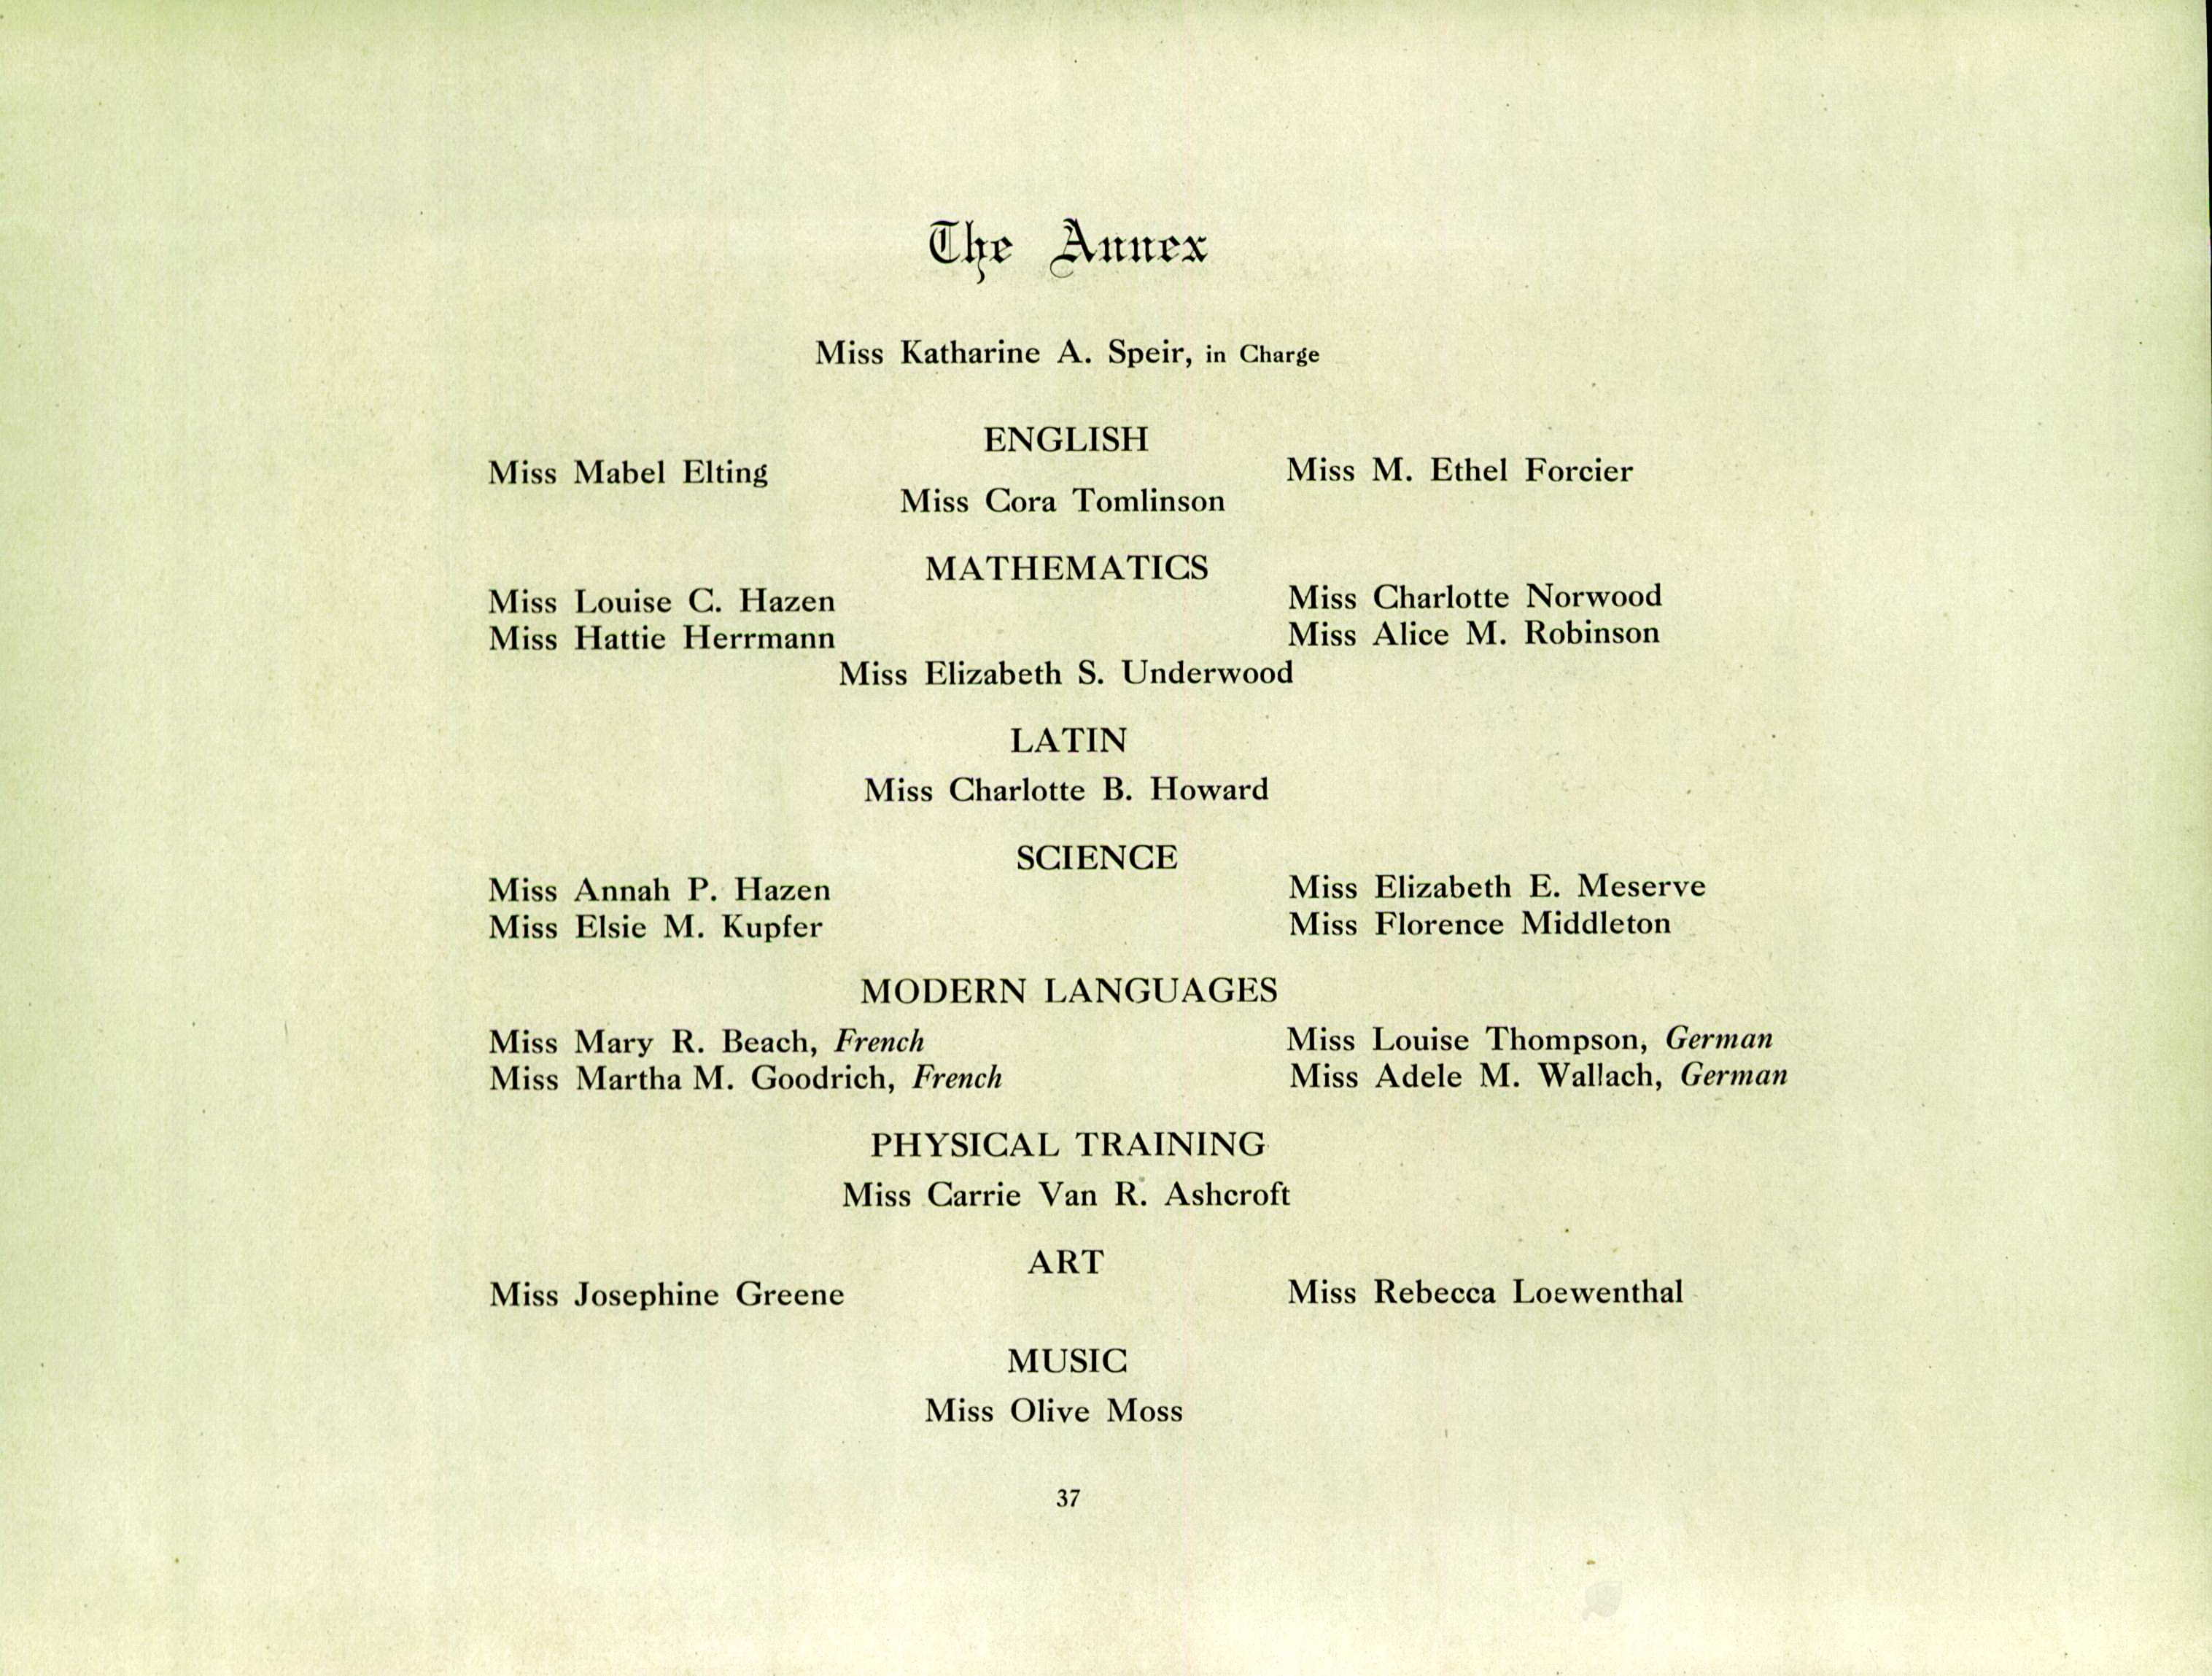 The Annex
Miss Katharine A. Speir, in Charge
ENGLISH
Miss Mabel Elting Miss M. Ethel Forcier
Miss Cora Tomlinson
MATHEMATICS
Miss Louise C. Hazen Miss Charlotte Norwood
Miss Hattie Herrmann Miss Alice M. Robinson
Miss Elizabeth S. Underwood
LATIN
Miss Charlotte B. Howard
SCIENCE
Miss Annah P. Hazen Miss Elizabeth E. Meserve
Miss Elsie M. Kupfer Miss Florence Middleton
MODERN LANGUAGES
Miss Mary R. Beach, French Miss Louise Thompson, German
Miss Martha M. Goodrich, French Miss Adele M. Wallach, German
PHYSICAL TRAINING
Miss Carrie Van R. Ashcroft
ART
Miss Josephine Greene Miss Rebecca Loewenthal
MUSIC
Miss Olive Moss
37